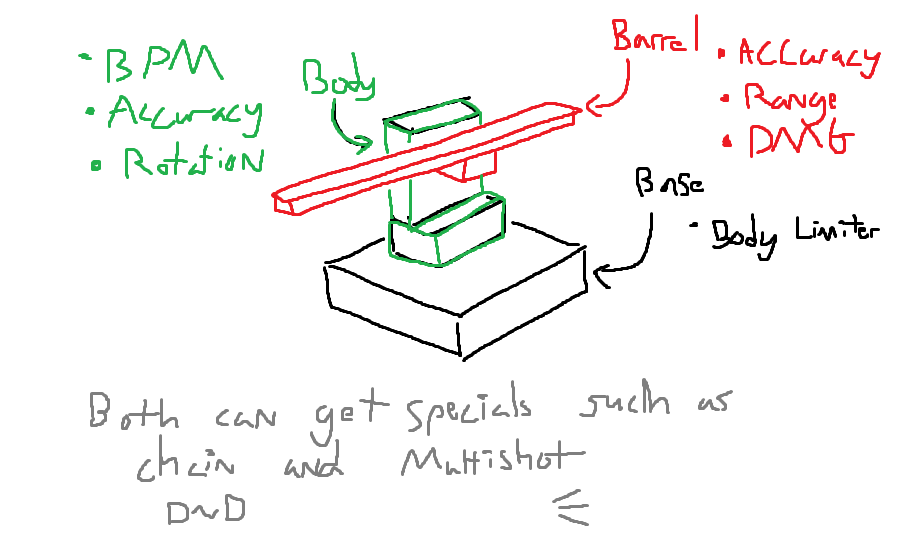 Body
• BPM
• Accuracy
• Rotation
Barrel
• Accuracy
• Range
• DMG
Base
• Body Limiter
Both can get specials such as
chain and Multishot